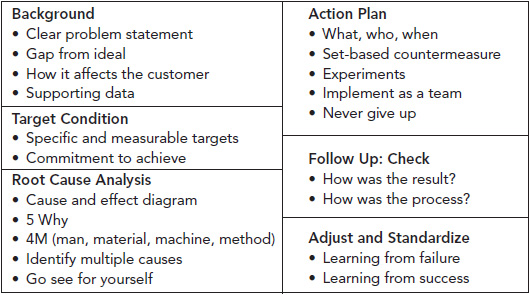 Background
• Clear problem statement
• Gap from ideal
• How it affects the customer
• Supporting data
Target Condition
• Specific and measurable targets
• Commitment to achieve
Root Cause Analysis
• Cause and effect diagram
• 5 Why
• 4M (man, material, machine, method)
• Identify multiple causes
• Go see for yourself
Action Plan
• What, who, when
• Set-based countermeasure
• Experiments
• Implement as a team
• Never give up
Follow Up: Check
• How was the result?
• How was the process?
Adjust and Standardize
• Learning from failure
• Learning from success